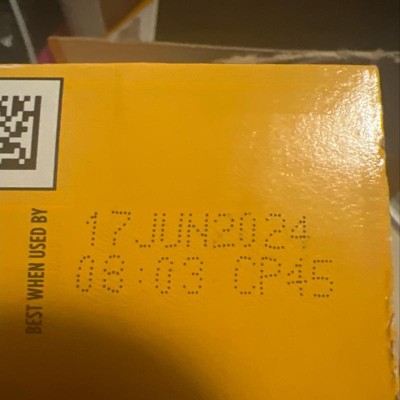 BEST WHEN USED BY
17JUN2024
08:03 CP45